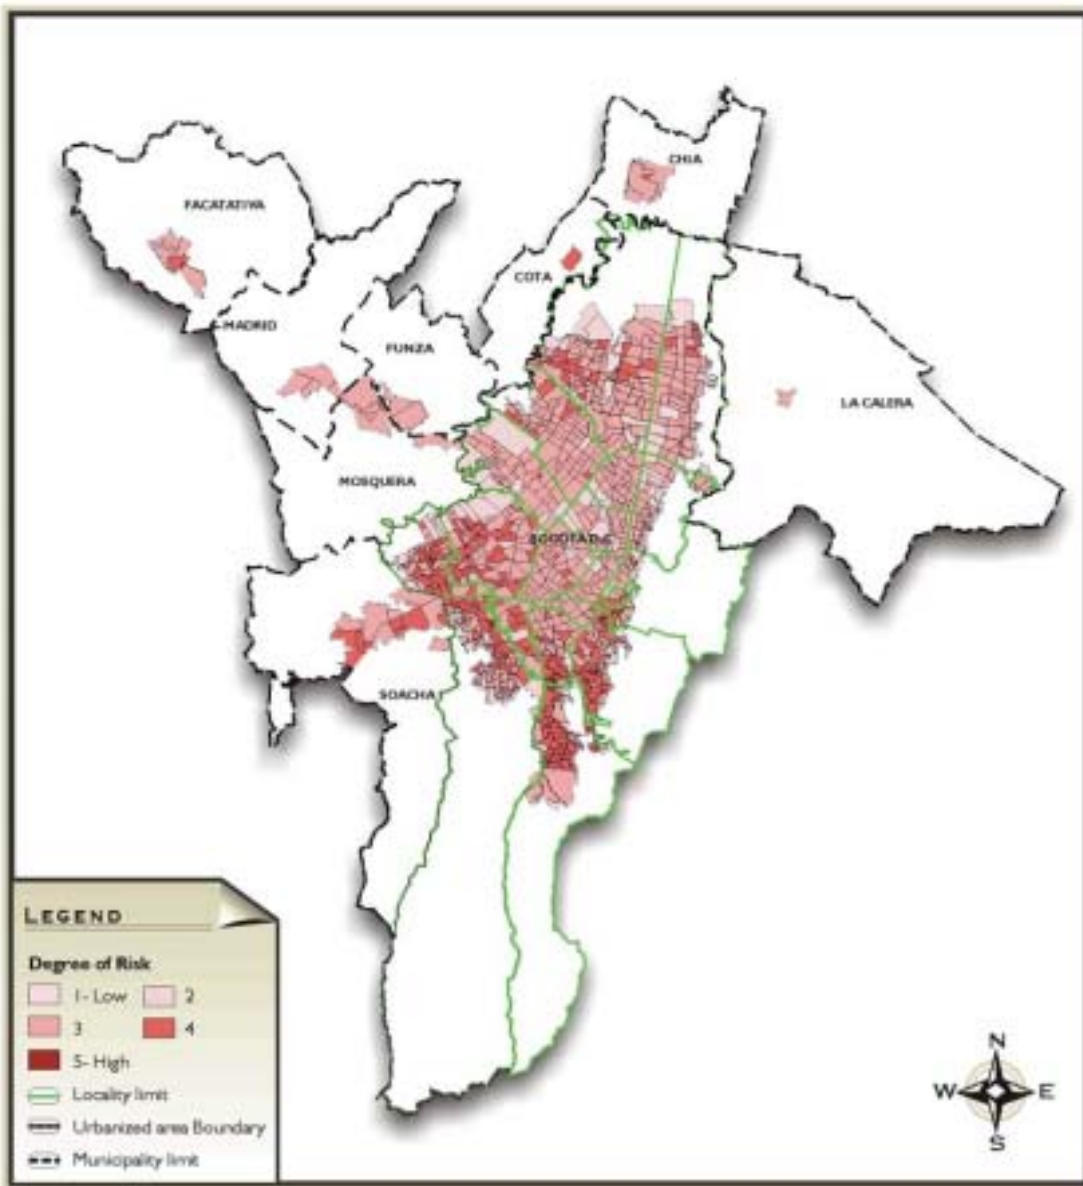 CHIA
FACATATIVA
COTA
MADRID
FUNZA
LA CALERA
MOSQUERA
BOGOTA D.C.
SOACHA
LEGEND
Degree of Risk
1- Low 2
3 4
5- High
Locality limit
Urbanized area Boundary
Municipality limit
N
W E
S